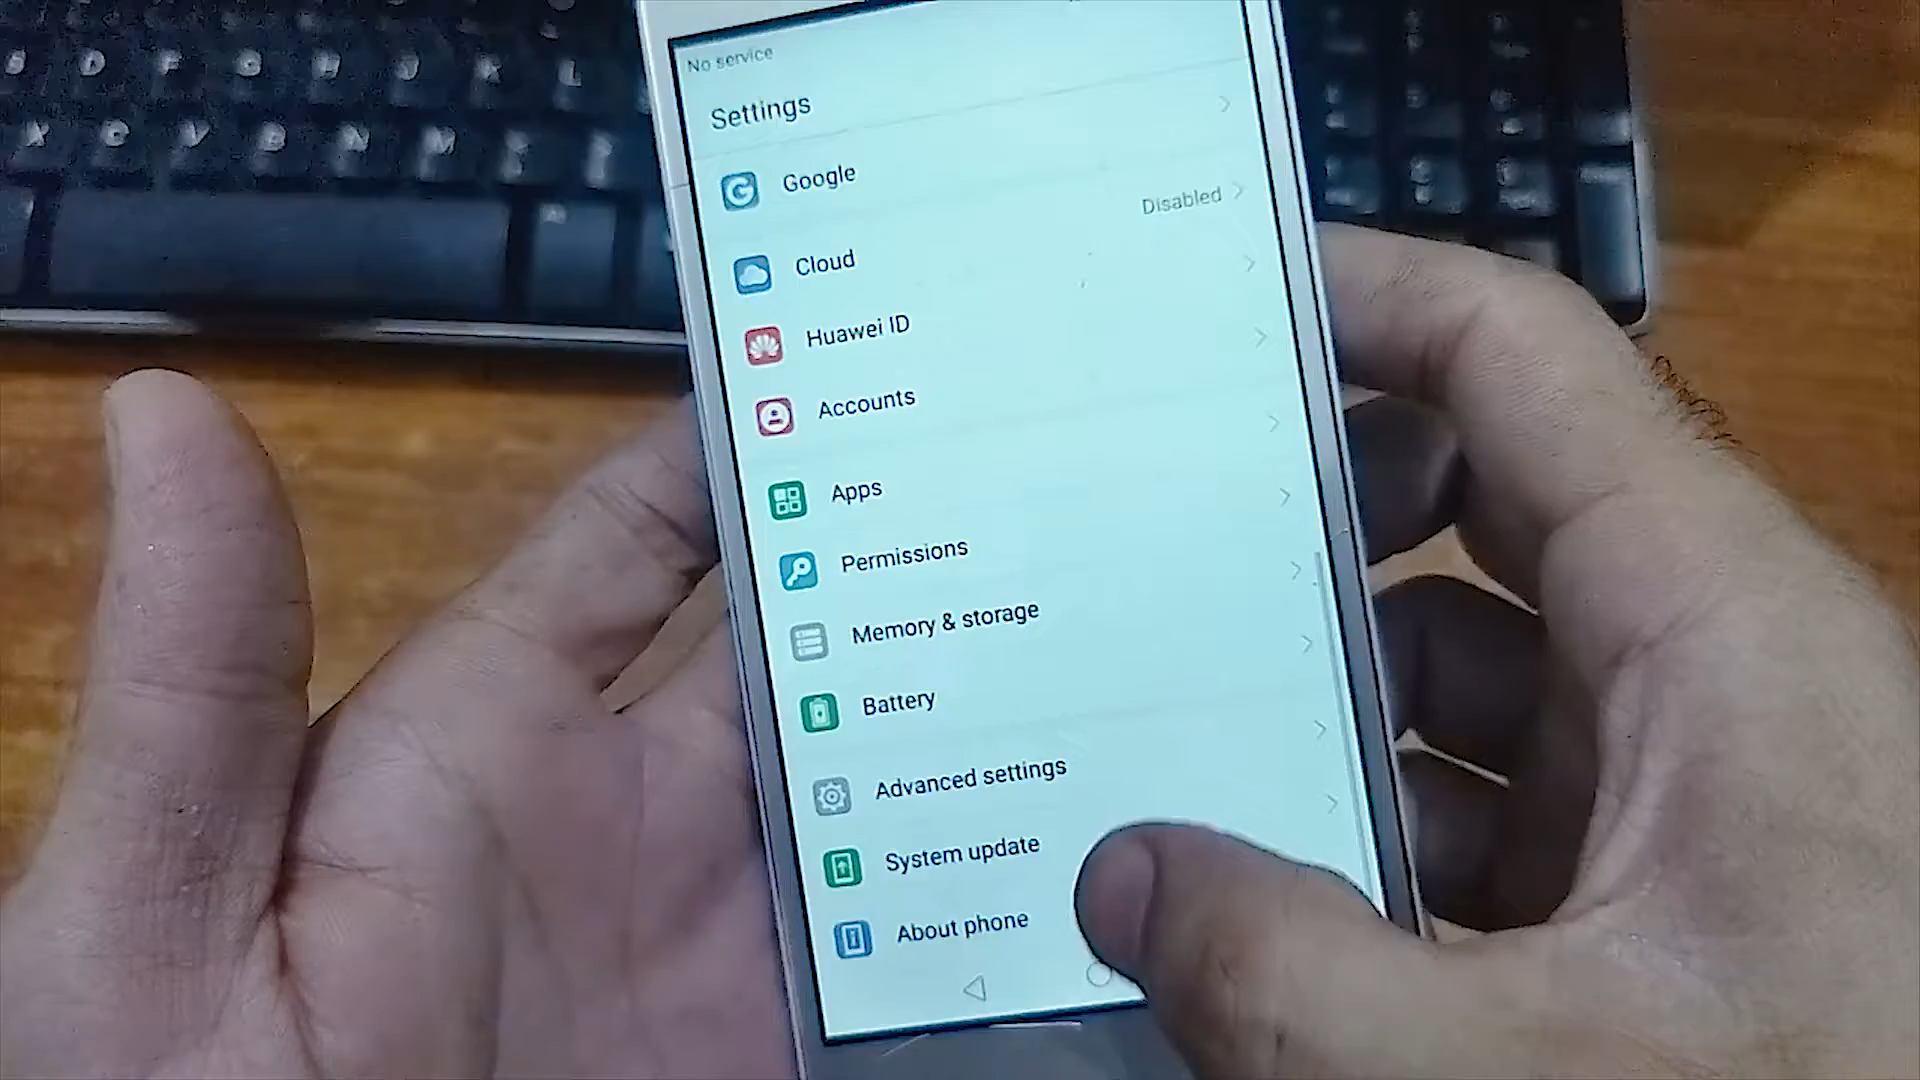 No service
Settings
Google
Disabled
Cloud
Huawei ID
Accounts
Apps
Permissions
Memory & storage
Battery
Advanced settings
System update
About phone